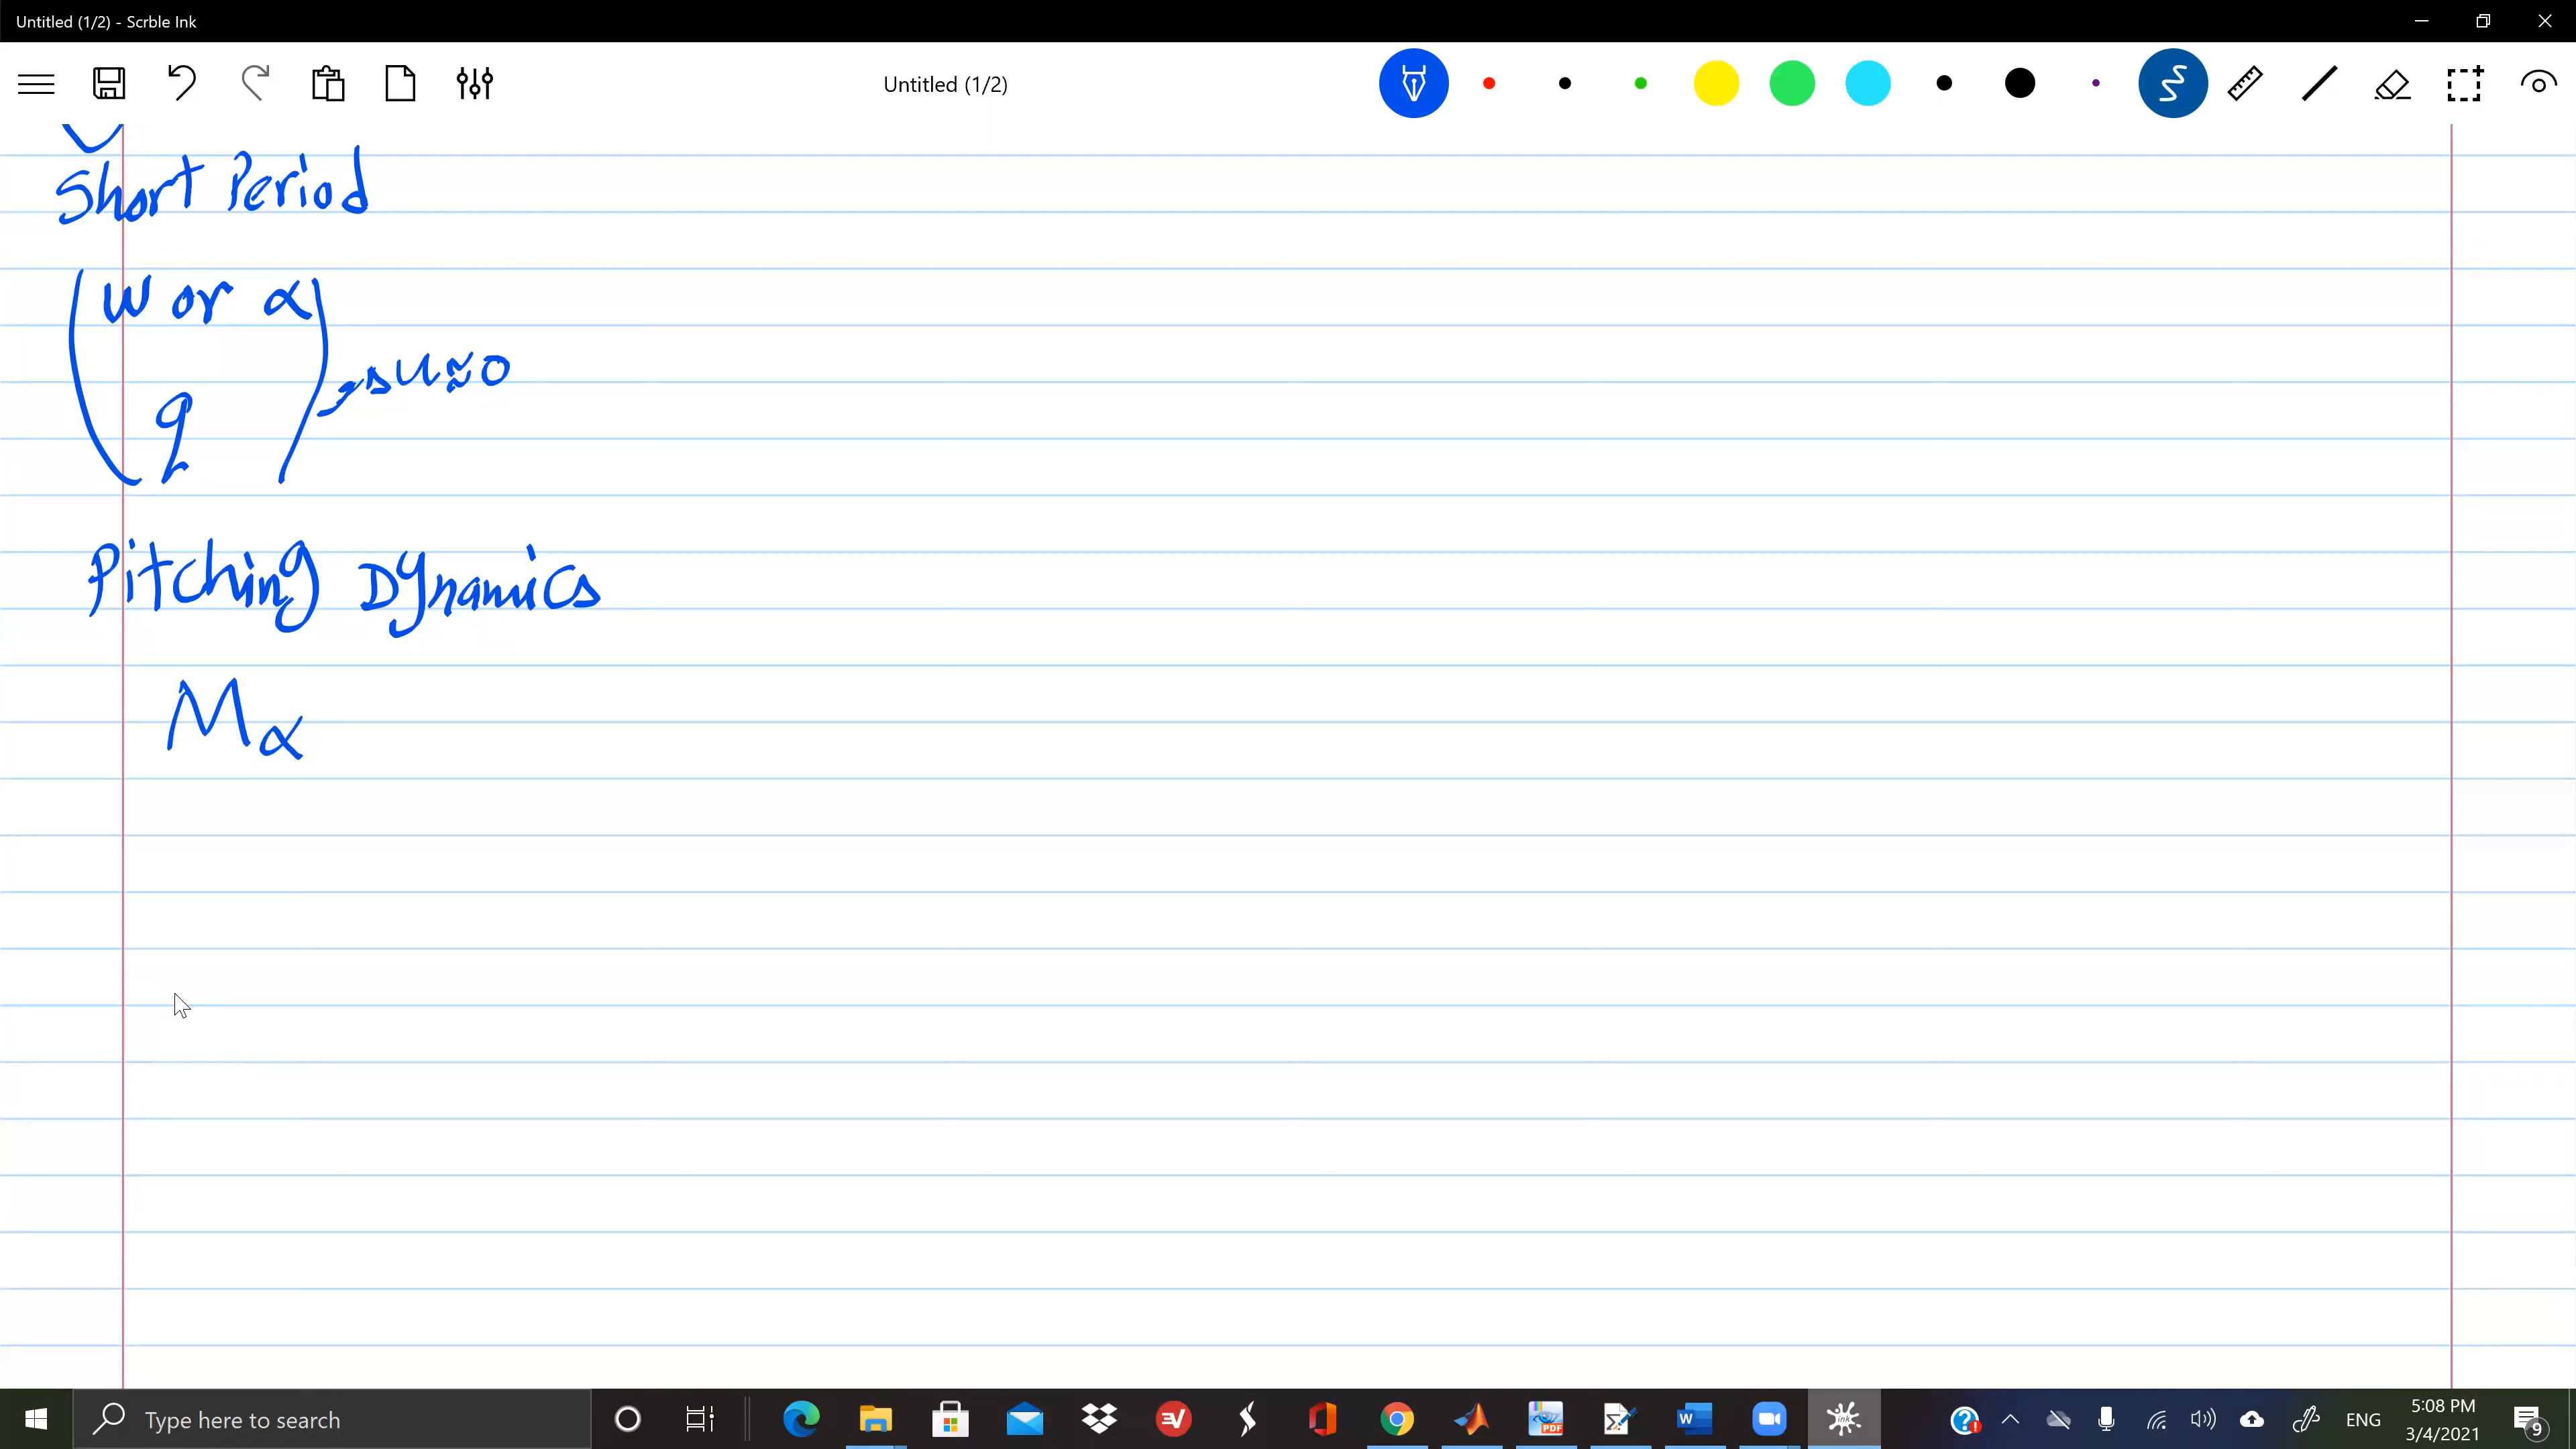 Untitled (1/2) - Scrble Ink
Untitled (1/2)
Short Period
w or α
q
Δu≈0
Pitching Dynamics
Mα
Type here to search
ENG
5:08 PM
3/4/2021
9